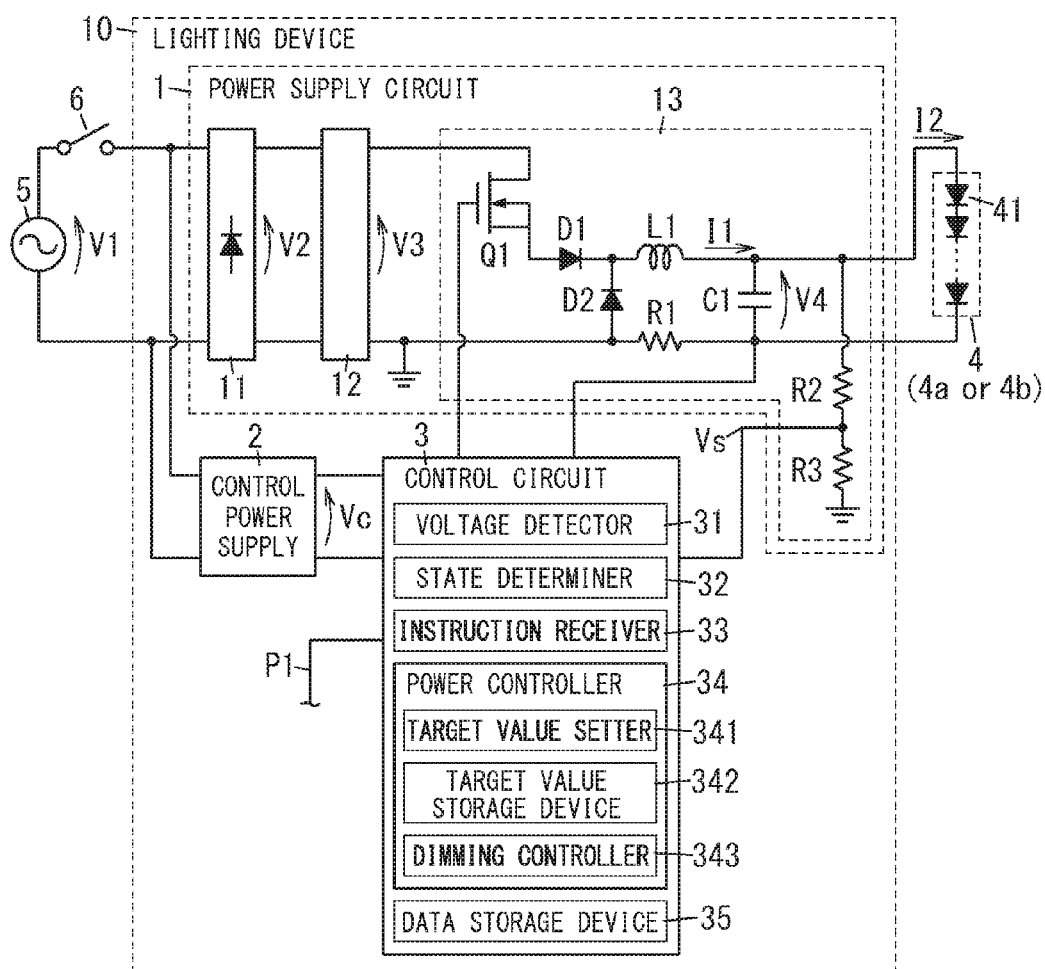 10
LIGHTING DEVICE
1
POWER SUPPLY CIRCUIT
6
13
I2
5
V1
V2
V3
Q1
D1
L1
I1
41
D2
R1
C1
V4
11
12
4
(4a or 4b)
R2
Vs
R3
2
CONTROL
POWER
SUPPLY
Vc
3
CONTROL CIRCUIT
VOLTAGE DETECTOR
31
STATE DETERMINER
32
INSTRUCTION RECEIVER
33
P1
POWER CONTROLLER
34
TARGET VALUE SETTER
341
TARGET VALUE
STORAGE DEVICE
342
DIMMING CONTROLLER
343
DATA STORAGE DEVICE
35